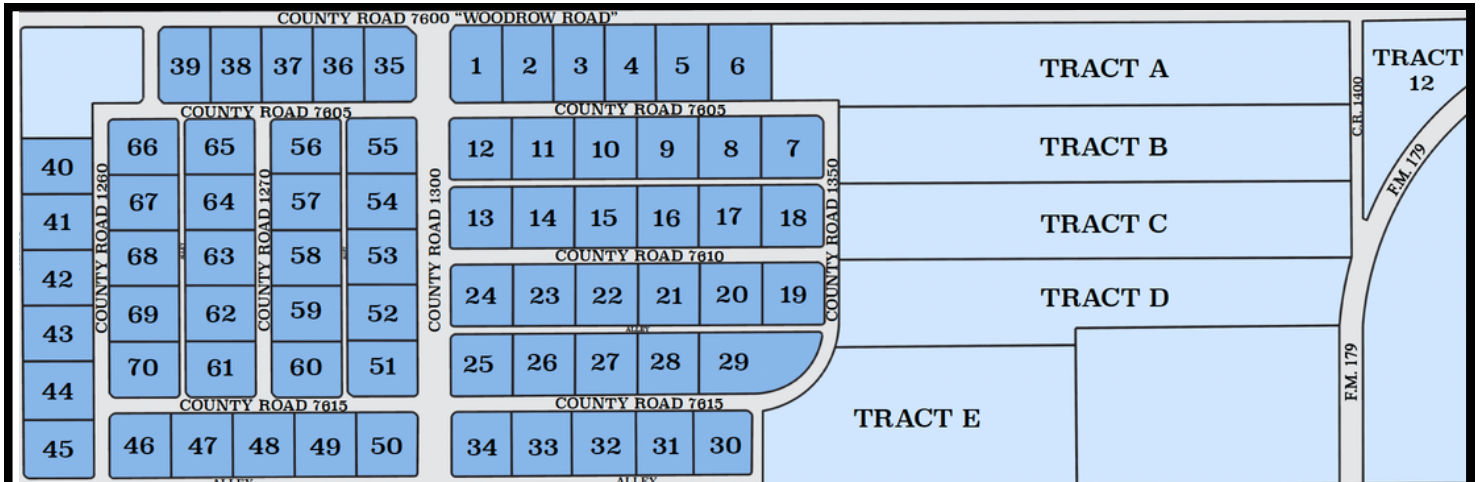 COUNTY ROAD 7600 "WOODROW ROAD"
39 38 37 36 35
1 2 3 4 5 6
TRACT A
TRACT
12
C.R. 1400
COUNTY ROAD 7605
COUNTY ROAD 7605
66 65 56 55
12 11 10 9 8 7
TRACT B
F.M. 179
40
COUNTY ROAD 1260
COUNTY ROAD 1270
COUNTY ROAD 1300
COUNTY ROAD 1350
67 64 57 54
41
13 14 15 16 17 18
TRACT C
68 63 58 53
ALLEY
ALLEY
COUNTY ROAD 7610
42
24 23 22 21 20 19
TRACT D
69 62 59 52
43
ALLEY
70 61 60 51
25 26 27 28 29
F.M. 179
44
COUNTY ROAD 7615
COUNTY ROAD 7615
TRACT E
45
46 47 48 49 50
34 33 32 31 30
ALLEY
ALLEY